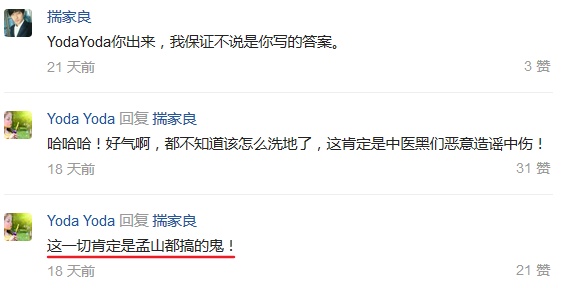 揣家良
YodaYoda你出来，我保证不说是你写的答案。
21 天前
3 赞
Yoda Yoda 回复 揣家良
哈哈哈！好气啊，都不知道该怎么洗地了，这肯定是中医黑们恶意造谣中伤！
18 天前
31 赞
Yoda Yoda 回复 揣家良
这一切肯定是孟山都搞的鬼！
18 天前
21 赞